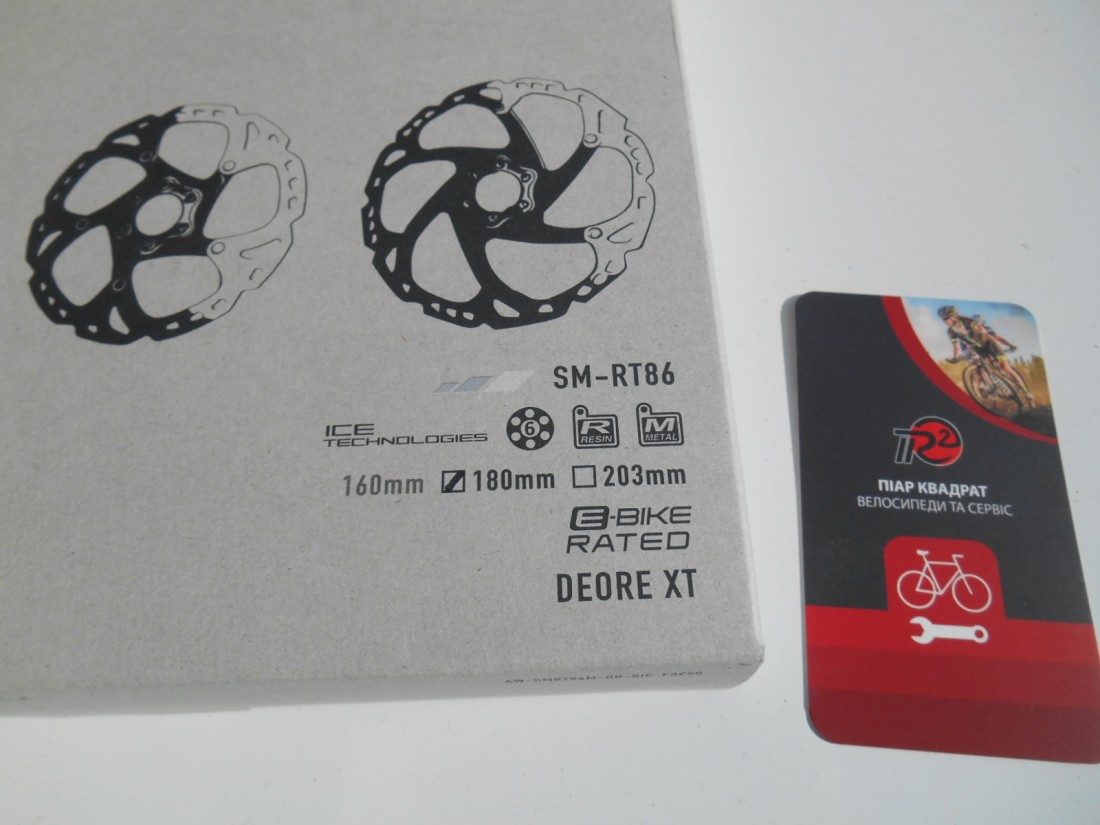 SM-RT86
ICE TECHNOLOGIES
6
R
RESIN
M
METAL
160mm 180mm 203mm
E-BIKE
RATED
DEORE XT
R2
ПІАР КВАДРАТ
ВЕЛОСИПЕДИ ТА СЕРВІС